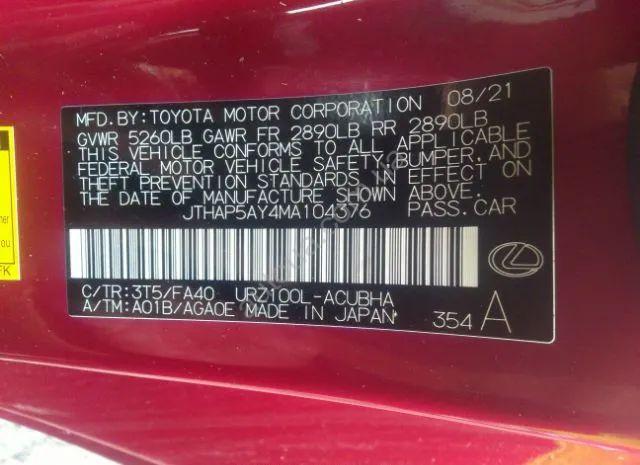 MFD.BY:TOYOTA MOTOR CORPORATION 08/21
GVWR 5260LB GAWR FR 2890LB RR 2890LB
THIS VEHICLE CONFORMS TO ALL APPLICABLE
FEDERAL MOTOR VEHICLE SAFETY,BUMPER,AND
THEFT PREVENTION STANDARDS IN EFFECT ON
THE DATE OF MANUFACTURE SHOWN ABOVE.
JTHAP5AY4MA104376 PASS.CAR
C/TR:3T5/FA40 URZ100L-ACUBHA
A/TM:A01B/AGA0E MADE IN JAPAN 354 A